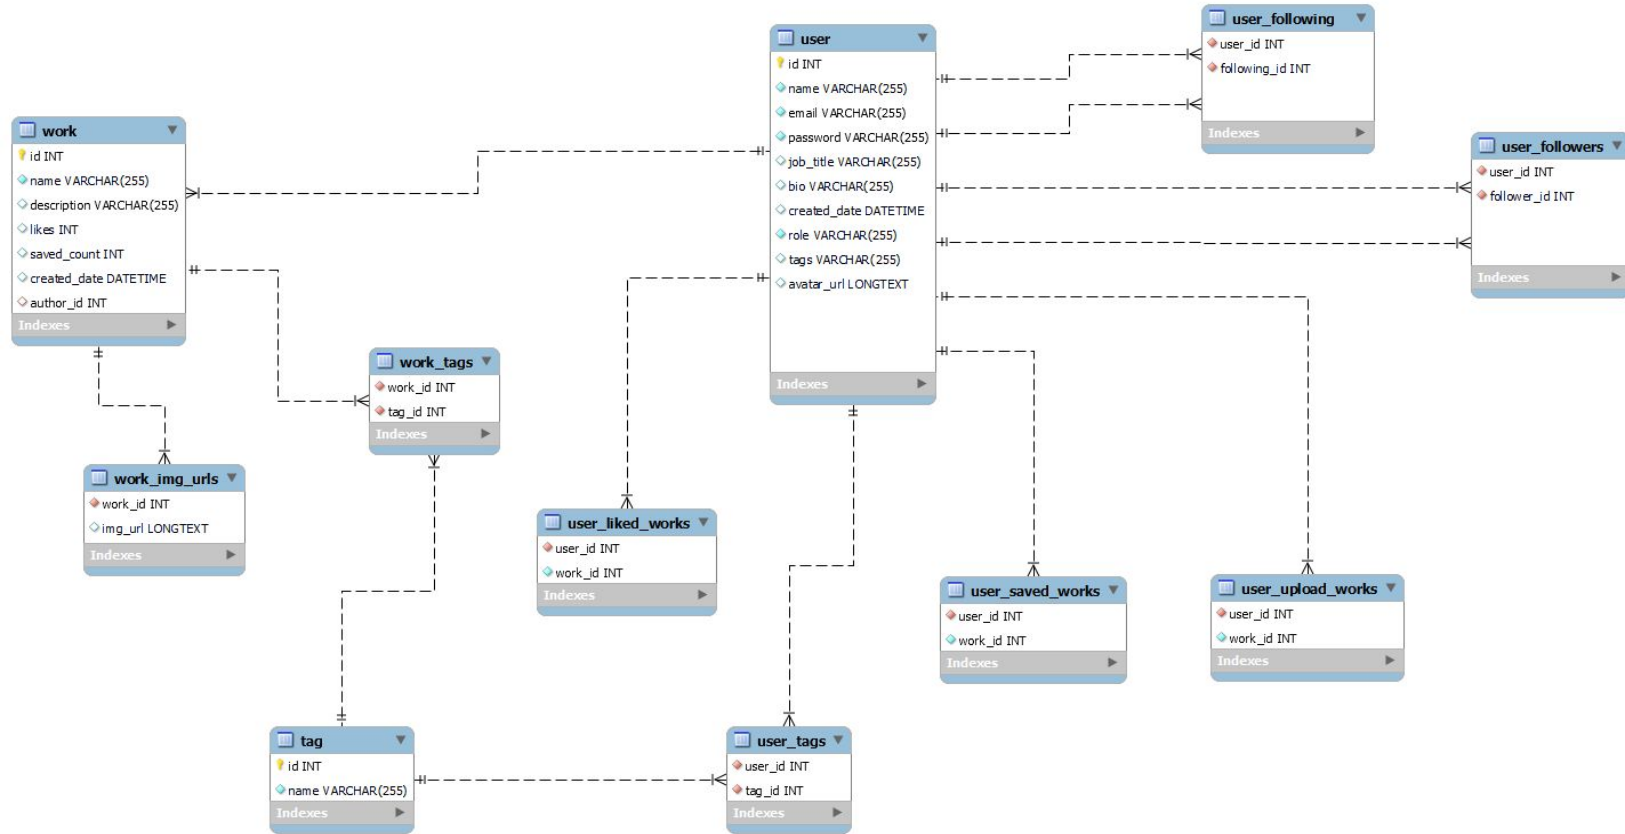 user_following
user_id INT
following_id INT
Indexes
user
id INT
name VARCHAR(255)
email VARCHAR(255)
password VARCHAR(255)
job_title VARCHAR(255)
bio VARCHAR(255)
created_date DATETIME
role VARCHAR(255)
tags VARCHAR(255)
avatar_url LONGTEXT
Indexes
work
id INT
name VARCHAR(255)
description VARCHAR(255)
likes INT
saved_count INT
created_date DATETIME
author_id INT
Indexes
user_followers
user_id INT
follower_id INT
Indexes
work_tags
work_id INT
tag_id INT
Indexes
work_img_urls
work_id INT
img_url LONGTEXT
Indexes
user_liked_works
user_id INT
work_id INT
Indexes
user_saved_works
user_id INT
work_id INT
Indexes
user_upload_works
user_id INT
work_id INT
Indexes
tag
id INT
name VARCHAR(255)
Indexes
user_tags
user_id INT
tag_id INT
Indexes